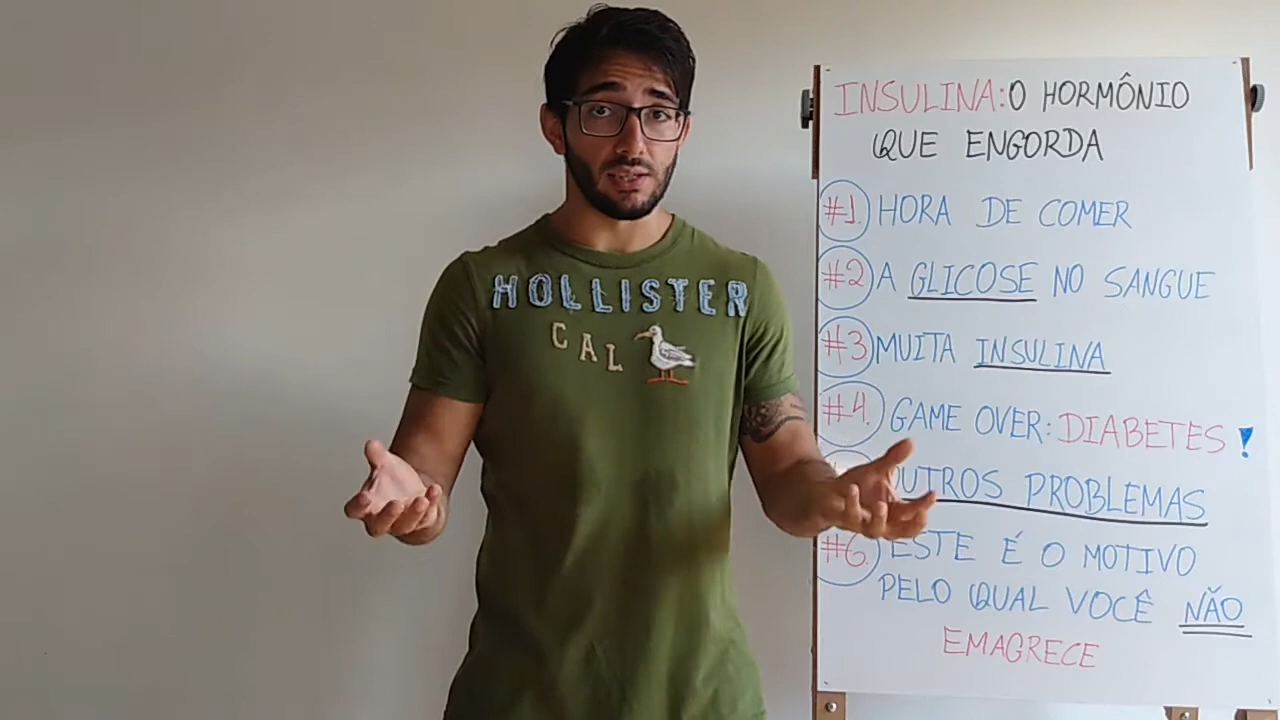 HOLLISTER
CAL
INSULINA: O HORMÔNIO
QUE ENGORDA
#1. HORA DE COMER
#2 A GLICOSE NO SANGUE
#3 MUITA INSULINA
#4. GAME OVER: DIABETES!
OUTROS PROBLEMAS
#6. ESTE É O MOTIVO
PELO QUAL VOCÊ NÃO
EMAGRECE